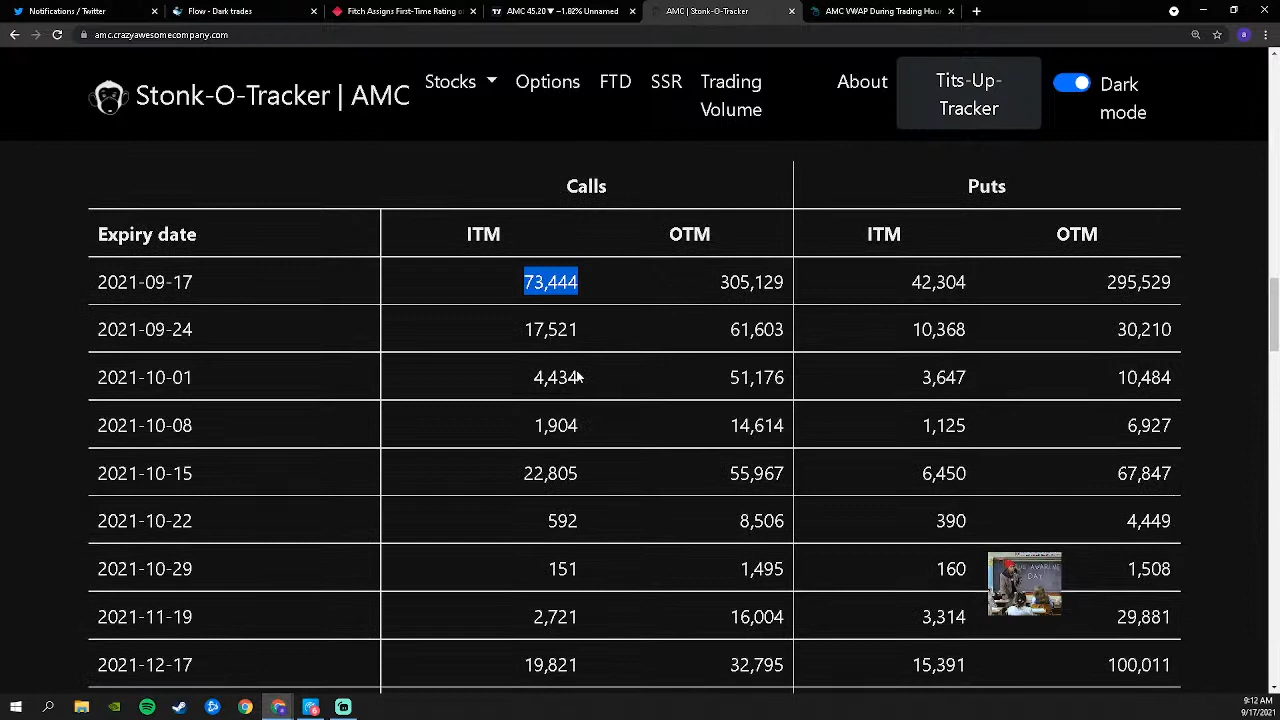 Notifications / Twitter
Flow - Dark trades
Fitch Assigns First-Time Rating o
AMC 45.20 ▼ −1.82% Unnamed
AMC | Stonk-O-Tracker
AMC VWAP During Trading Hou
amc.crazyawesomecompany.com
a
Stonk-O-Tracker | AMC
Stocks
Options
FTD
SSR
Trading
Volume
About
Tits-Up-
Tracker
Dark
mode
Calls
Puts
Expiry date ITM OTM ITM OTM
2021-09-17 73,444 305,129 42,304 295,529
2021-09-24 17,521 61,603 10,368 30,210
2021-10-01 4,434 51,176 3,647 10,484
2021-10-08 1,904 14,614 1,125 6,927
2021-10-15 22,805 55,967 6,450 67,847
2021-10-22 592 8,506 390 4,449
2021-10-29 151 1,495 160 1,508
AWARENE
DAY
2021-11-19 2,721 16,004 3,314 29,881
2021-12-17 19,821 32,795 15,391 100,011
9:12 AM
9/17/2021